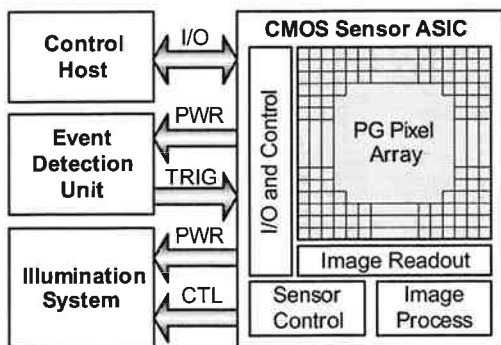 Control
Host
I/O
Event
Detection
Unit
PWR
TRIG
Illumination
System
PWR
CTL
CMOS Sensor ASIC
I/O and Control
PG Pixel
Array
Image Readout
Sensor
Control
Image
Process